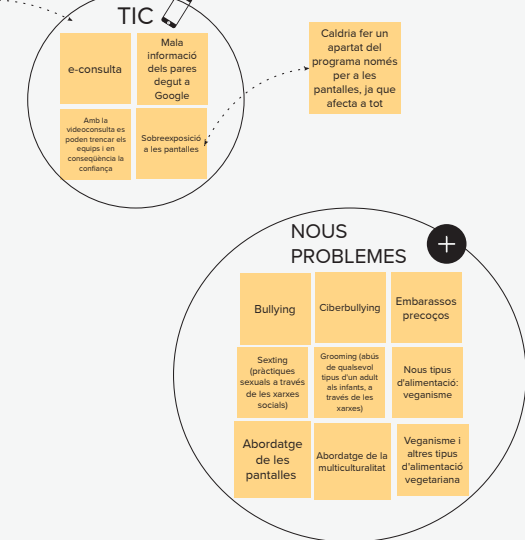 TIC
e-consulta
Mala
informació
dels pares
degut a
Google
Amb la
videoconsulta es
poden trencar els
equips i en
conseqüència la
confiança
Sobreexposició
a les pantalles
Caldria fer un
apartat del
programa només
per a les
pantalles, ja que
afecta a tot
NOUS
PROBLEMES
Bullying
Ciberbullying
Embarassos
precoços
Sexting
(pràctiques
sexuals a través
de les xarxes
socials)
Grooming (abús
de qualsevol
tipus d'un adult
als infants, a
través de les
xarxes)
Nous tipus
d'alimentació:
veganisme
Abordatge
de les
pantalles
Abordatge de la
multiculturalitat
Veganisme i
altres tipus
d'alimentació
vegetariana